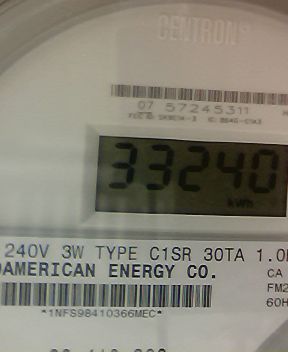 CENTRON®
07 57245311
33240
kWh
240V 3W TYPE C1SR 30TA 1.0
AMERICAN ENERGY CO.
CA
FM2
60H
*1NFS98410366MEC*